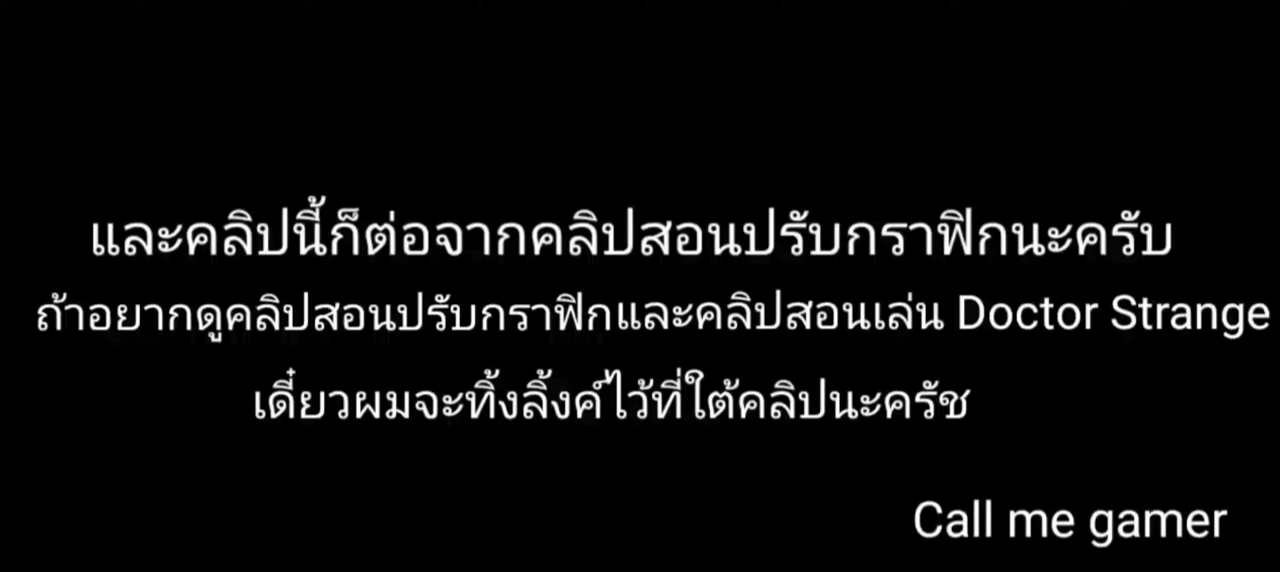 และคลิปนี้ก็ต่อจากคลิปสอนปรับกราฟิกนะครับ
ถ้าอยากดูคลิปสอนปรับกราฟิกและคลิปสอนเล่น Doctor Strange
เดี๋ยวผมจะทิ้งลิ้งค์ไว้ที่ใต้คลิปนะครัช
Call me gamer